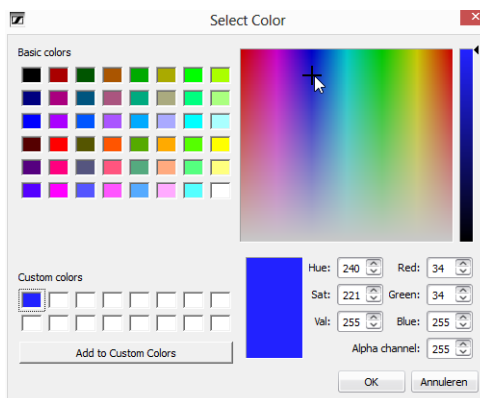 Select Color
Basic colors
Custom colors
Add to Custom Colors
Hue: 240 Red: 34
Sat: 221 Green: 34
Val: 255 Blue: 255
Alpha channel: 255
OK Annuleren